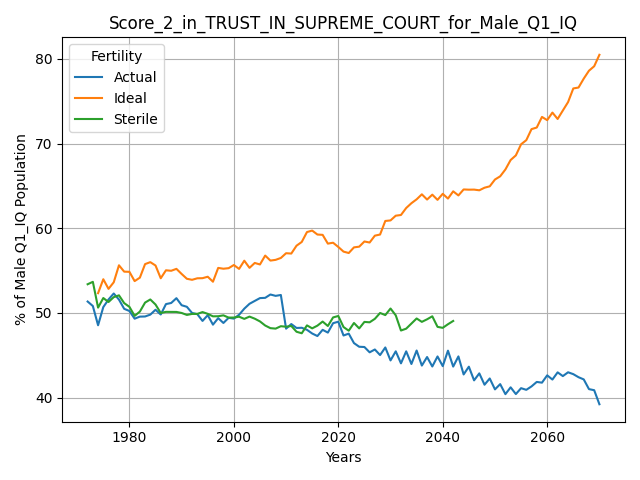 Score_2_in_TRUST_IN_SUPREME_COURT_for_Male_Q1_IQ
Fertility
Actual
Ideal
Sterile
80
70
60
50
40
% of Male Q1_IQ Population
1980
2000
2020
2040
2060
Years